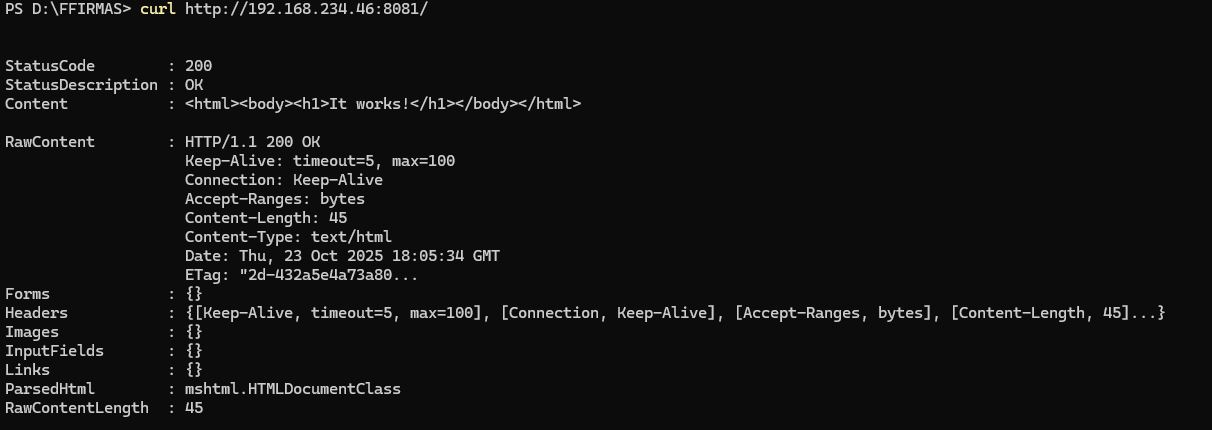 PS D:\FFIRMAS> curl http://192.168.234.46:8081/
StatusCode        : 200
StatusDescription : OK
Content           : <html><body><h1>It works!</h1></body></html>
RawContent        : HTTP/1.1 200 OK
                    Keep-Alive: timeout=5, max=100
                    Connection: Keep-Alive
                    Accept-Ranges: bytes
                    Content-Length: 45
                    Content-Type: text/html
                    Date: Thu, 23 Oct 2025 18:05:34 GMT
                    ETag: "2d-432a5e4a73a80...
Forms             : {}
Headers           : {[Keep-Alive, timeout=5, max=100], [Connection, Keep-Alive], [Accept-Ranges, bytes], [Content-Length, 45]...}
Images            : {}
InputFields       : {}
Links             : {}
ParsedHtml        : mshtml.HTMLDocumentClass
RawContentLength  : 45